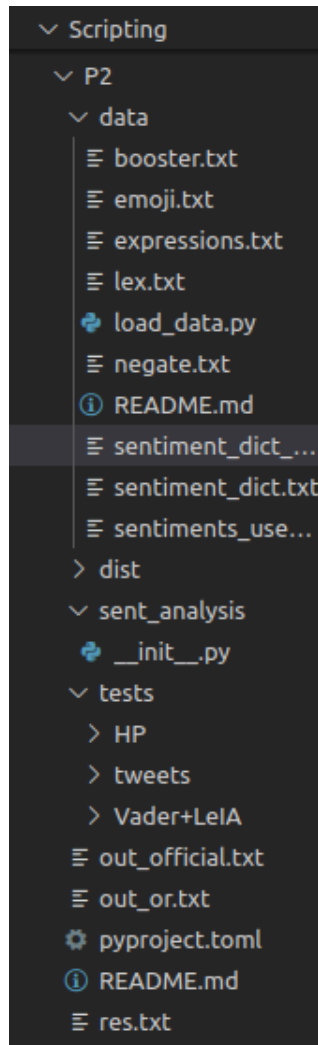 Scripting
P2
data
booster.txt
emoji.txt
expressions.txt
lex.txt
load_data.py
negate.txt
README.md
sentiment_dict_...
sentiment_dict.txt
sentiments_use...
dist
sent_analysis
__init__.py
tests
HP
tweets
Vader+LeIA
out_official.txt
out_or.txt
pyproject.toml
README.md
res.txt